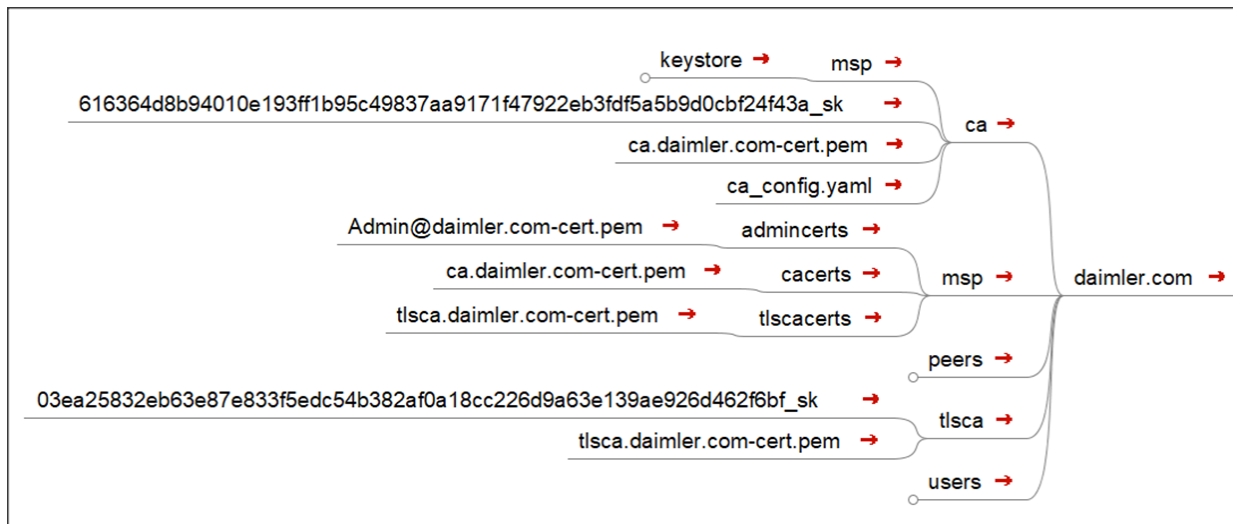 keystore
msp
616364d8b94010e193ff1b95c49837aa9171f47922eb3fdf5a5b9d0cbf24f43a_sk
ca
ca.daimler.com-cert.pem
ca_config.yaml
Admin@daimler.com-cert.pem
admincerts
ca.daimler.com-cert.pem
cacerts
msp
daimler.com
tlsca.daimler.com-cert.pem
tlscacerts
peers
03ea25832eb63e87e833f5edc54b382af0a18cc226d9a63e139ae926d462f6bf_sk
tlsca
tlsca.daimler.com-cert.pem
users